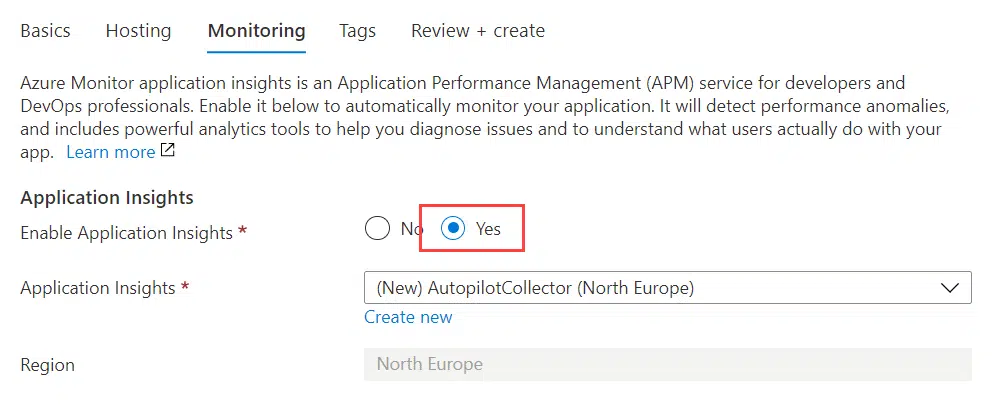 Basics Hosting Monitoring Tags Review + create
Azure Monitor application insights is an Application Performance Management (APM) service for developers and
DevOps professionals. Enable it below to automatically monitor your application. It will detect performance anomalies,
and includes powerful analytics tools to help you diagnose issues and to understand what users actually do with your
app. Learn more
Application Insights
Enable Application Insights * No Yes
Application Insights * (New) AutopilotCollector (North Europe)
Create new
Region North Europe